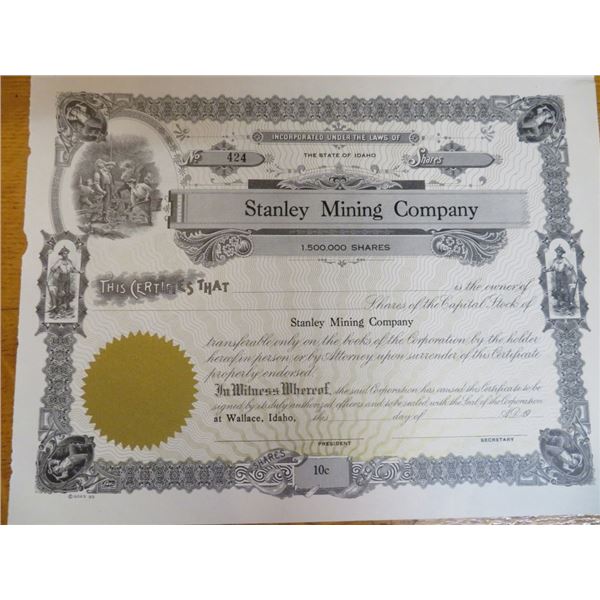 INCORPORATED UNDER THE LAWS OF
No 424 THE STATE OF IDAHO Shares
Stanley Mining Company
1,500,000 SHARES
THIS CERTIFIES THAT is the owner of
Shares of the Capital Stock of
Stanley Mining Company
transferable only on the books of the Corporation by the holder
hereof in person or by Attorney upon surrender of this Certificate
properly endorsed.
In Witness Whereof, the said Corporation has caused this Certificate to be
signed by its duly authorized officers and to be sealed with the Seal of the Corporation
at Wallace, Idaho, this day of A.D.
PRESIDENT SECRETARY
SHARES
10c EACH
© GOES